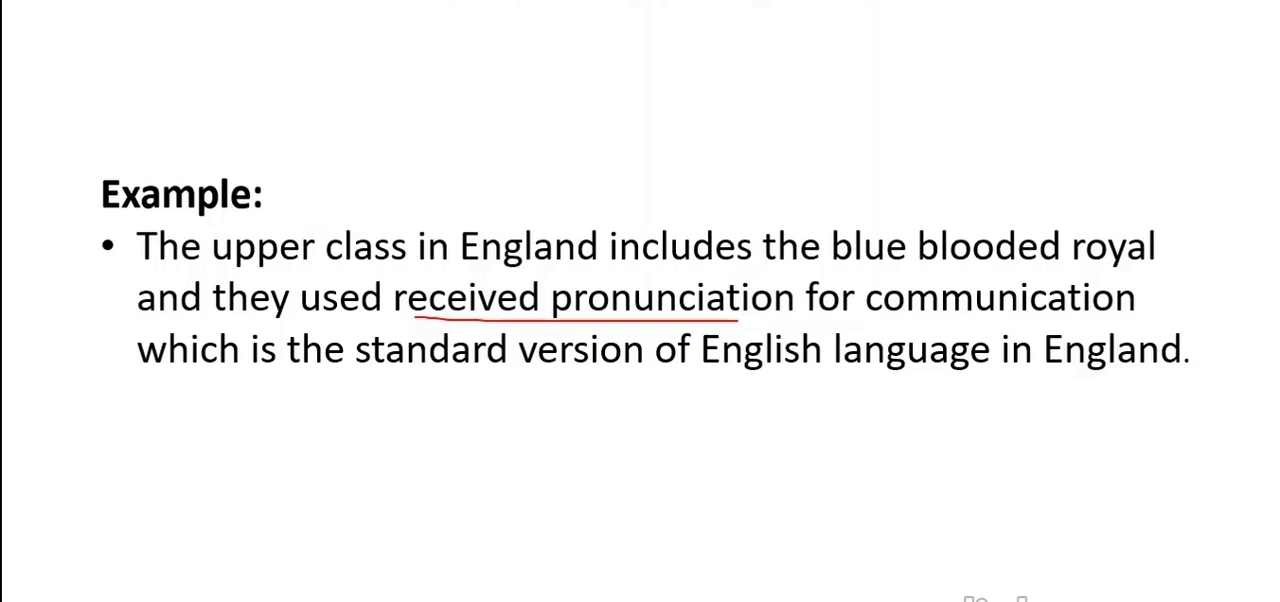 Example:
• The upper class in England includes the blue blooded royal
and they used received pronunciation for communication
which is the standard version of English language in England.